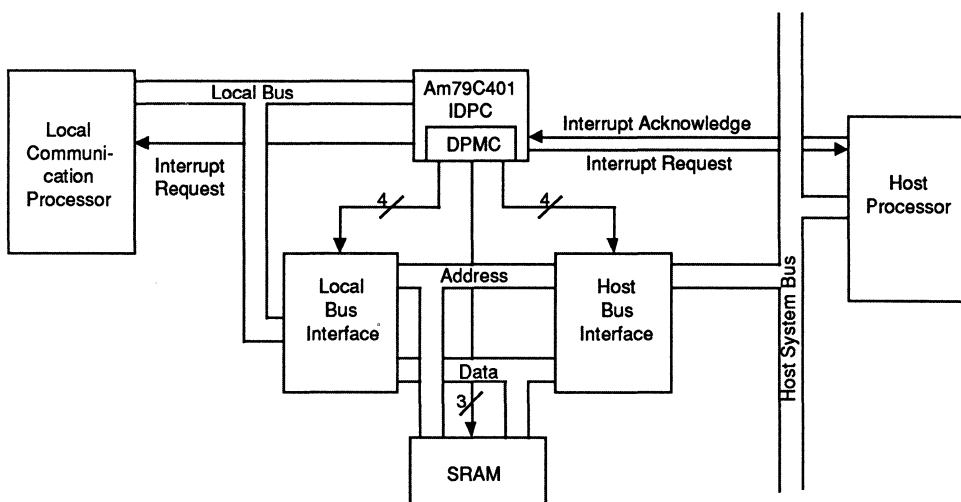 Local
Communi-
cation
Processor
Local Bus
Interrupt
Request
Am79C401
IDPC
DPMC
Interrupt Acknowledge
Interrupt Request
Host
Processor
4
4
Local
Bus
Interface
Address
Data
Host
Bus
Interface
Host System Bus
3
SRAM